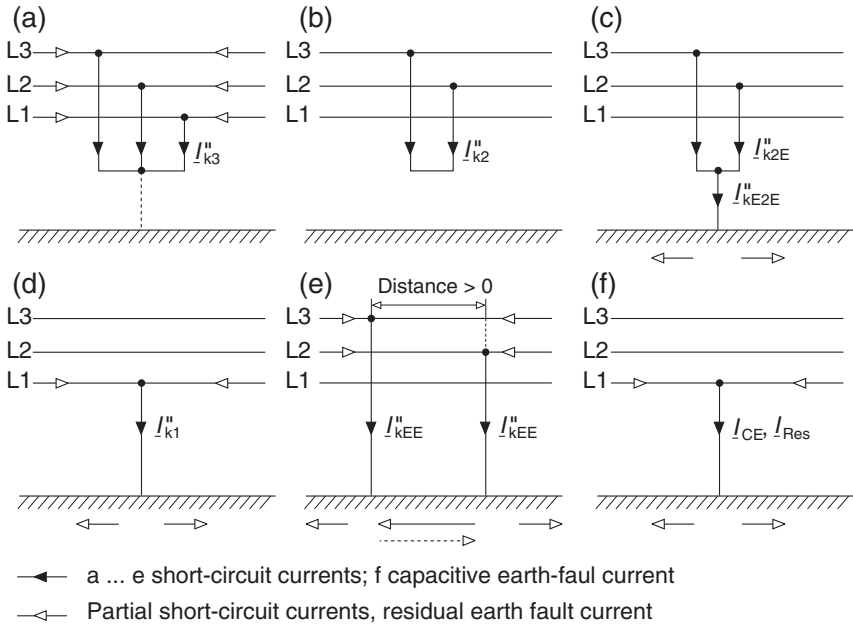 (a)
L3
L2
L1
I"k3
(b)
L3
L2
L1
I"k2
(c)
L3
L2
L1
I"k2E
I"kE2E
(d)
L3
L2
L1
I"k1
(e)
Distance > 0
L3
L2
L1
I"kEE
I"kEE
(f)
L3
L2
L1
ICE, IRes
a ... e short-circuit currents; f capacitive earth-faul current
Partial short-circuit currents, residual earth fault current